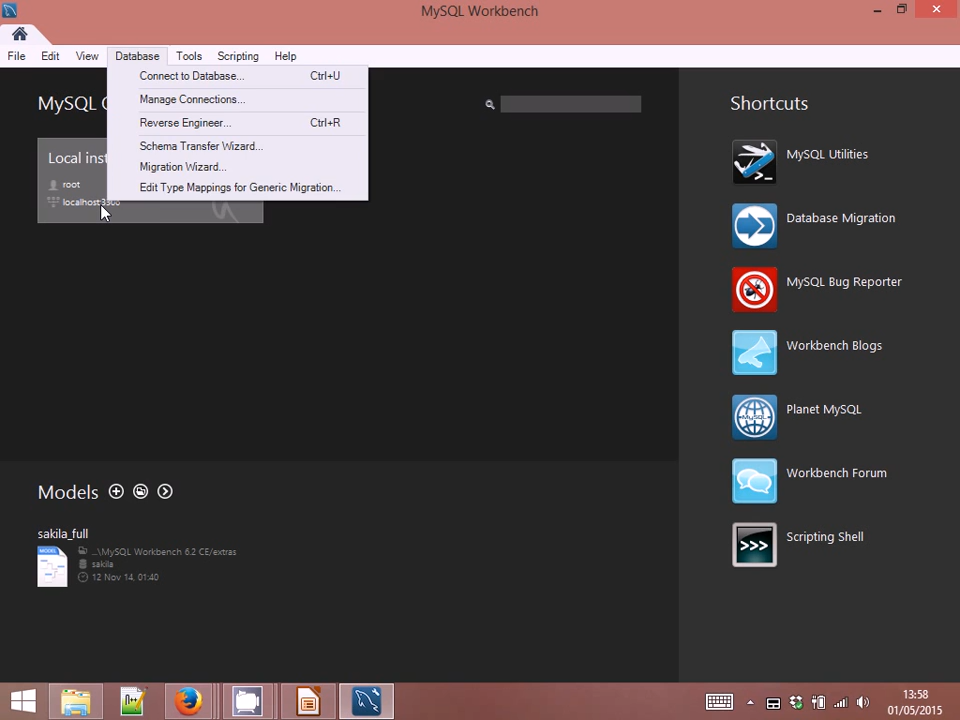 MySQL Workbench
File Edit View Database Tools Scripting Help
Connect to Database... Ctrl+U
Manage Connections...
Reverse Engineer... Ctrl+R
Schema Transfer Wizard...
Migration Wizard...
Edit Type Mappings for Generic Migration...
MySQL
Local inst
root
localhost:3306
Shortcuts
MySQL Utilities
Database Migration
MySQL Bug Reporter
Workbench Blogs
Planet MySQL
MySQL
Workbench Forum
>>>
Scripting Shell
Models
sakila_full
MODEL
...\MySQL Workbench 6.2 CE/extras
sakila
12 Nov 14, 01:40
13:58
01/05/2015